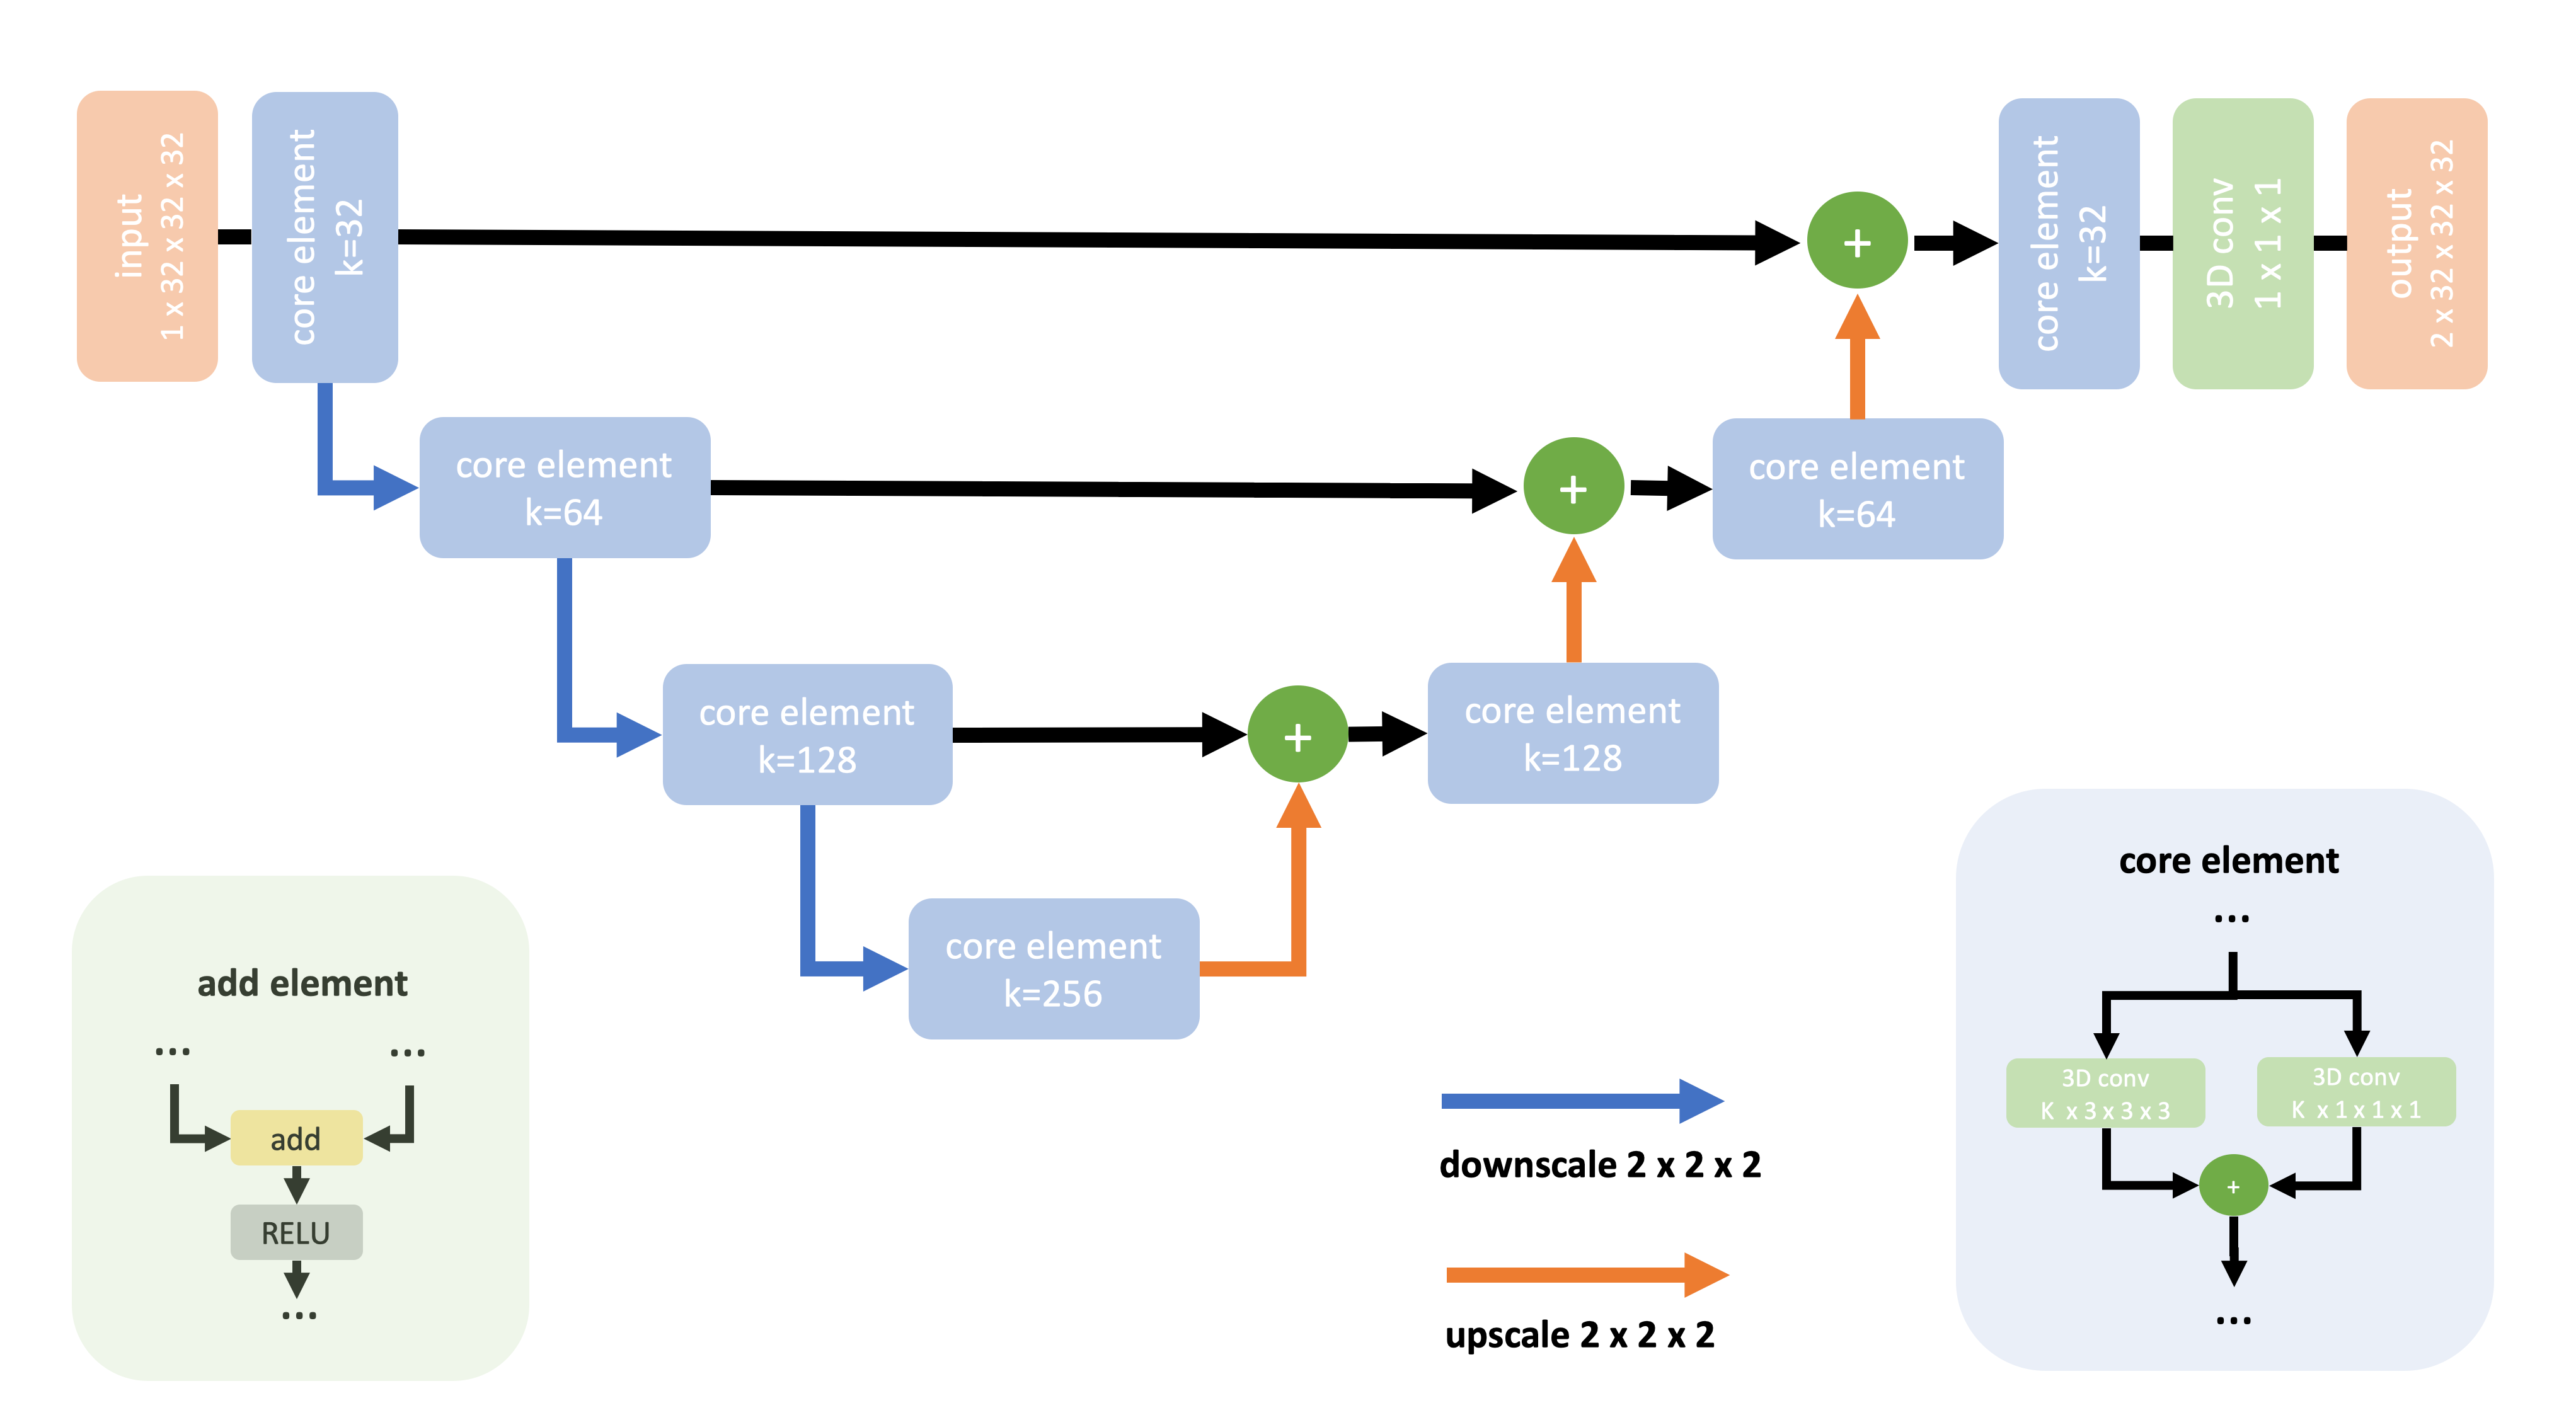 input
1 x 32 x 32 x 32
core element
k=32
+
core element
k=32
3D conv
1 x 1 x 1
output
2 x 32 x 32 x 32
core element
k=64
+
core element
k=64
core element
k=128
+
core element
k=128
core element
k=256
add element
...
...
add
RELU
...
downscale 2 x 2 x 2
upscale 2 x 2 x 2
core element
...
3D conv
K x 3 x 3 x 3
3D conv
K x 1 x 1 x 1
+
...